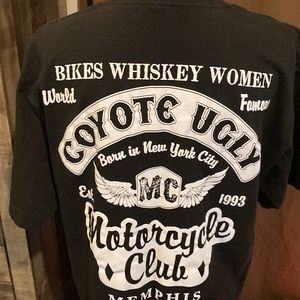 BIKES WHISKEY WOMEN
World Famous
COYOTE UGLY
Born in New York City
Est MC 1993
Motorcycle
Club
MEMPHIS